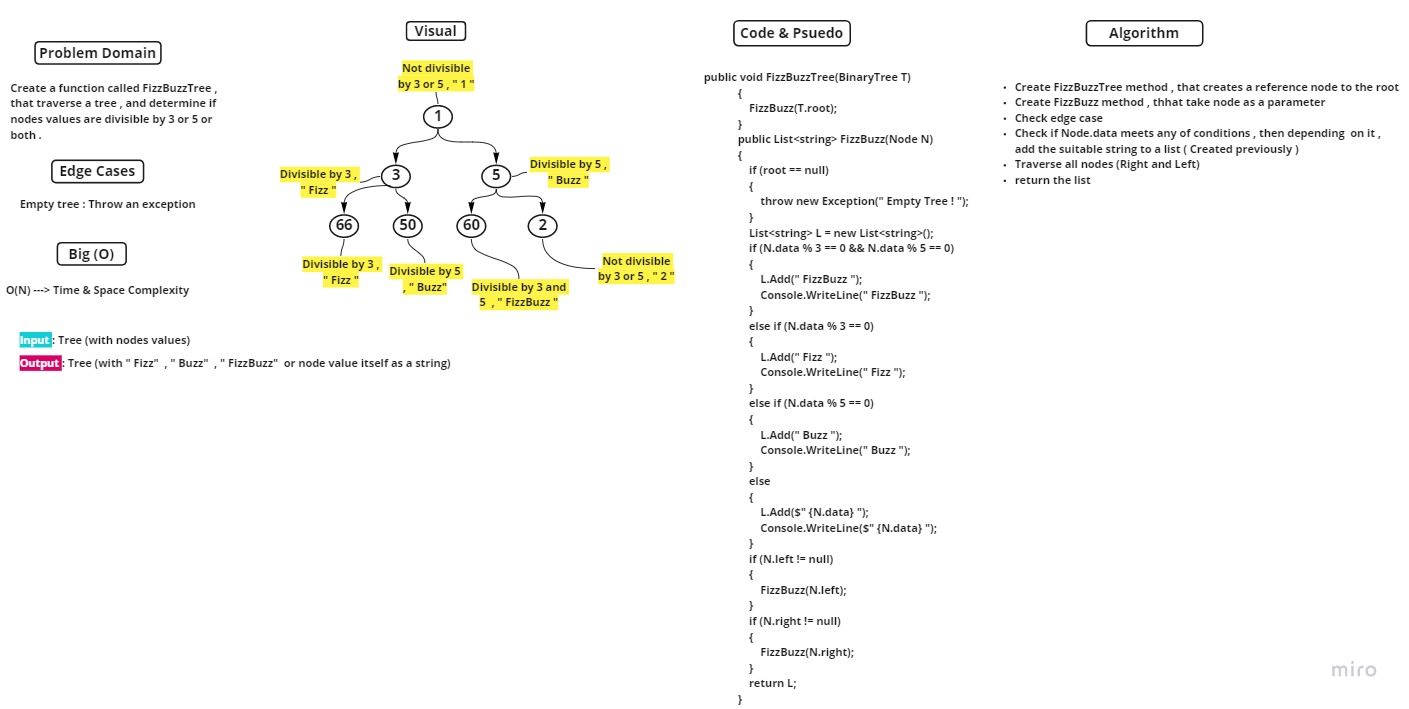 Problem Domain
Create a function called FizzBuzzTree ,
that traverse a tree , and determine if
nodes values are divisible by 3 or 5 or
both .
Edge Cases
Empty tree : Throw an exception
Big (O)
O(N) ---> Time & Space Complexity
Input : Tree (with nodes values)
Output : Tree (with " Fizz" , " Buzz" , " FizzBuzz" or node value itself as a string)
Visual
Not divisible
by 3 or 5 , " 1 "
1
Divisible by 3 ,
" Fizz "
3
5
Divisible by 5 ,
" Buzz "
66
50
60
2
Divisible by 3 ,
" Fizz "
Divisible by 5
, " Buzz"
Divisible by 3 and
5 , " FizzBuzz "
Not divisible
by 3 or 5 , " 2 "
Code & Psuedo
public void FizzBuzzTree(BinaryTree T)
{
FizzBuzz(T.root);
}
public List<string> FizzBuzz(Node N)
{
if (root == null)
{
throw new Exception(" Empty Tree ! ");
}
List<string> L = new List<string>();
if (N.data % 3 == 0 && N.data % 5 == 0)
{
L.Add(" FizzBuzz ");
Console.WriteLine(" FizzBuzz ");
}
else if (N.data % 3 == 0)
{
L.Add(" Fizz ");
Console.WriteLine(" Fizz ");
}
else if (N.data % 5 == 0)
{
L.Add(" Buzz ");
Console.WriteLine(" Buzz ");
}
else
{
L.Add($" {N.data} ");
Console.WriteLine($" {N.data} ");
}
if (N.left != null)
{
FizzBuzz(N.left);
}
if (N.right != null)
{
FizzBuzz(N.right);
}
return L;
}
Algorithm
• Create FizzBuzzTree method , that creates a reference node to the root
• Create FizzBuzz method , thhat take node as a parameter
• Check edge case
• Check if Node.data meets any of conditions , then depending on it ,
add the suitable string to a list ( Created previously )
• Traverse all nodes (Right and Left)
• return the list
miro